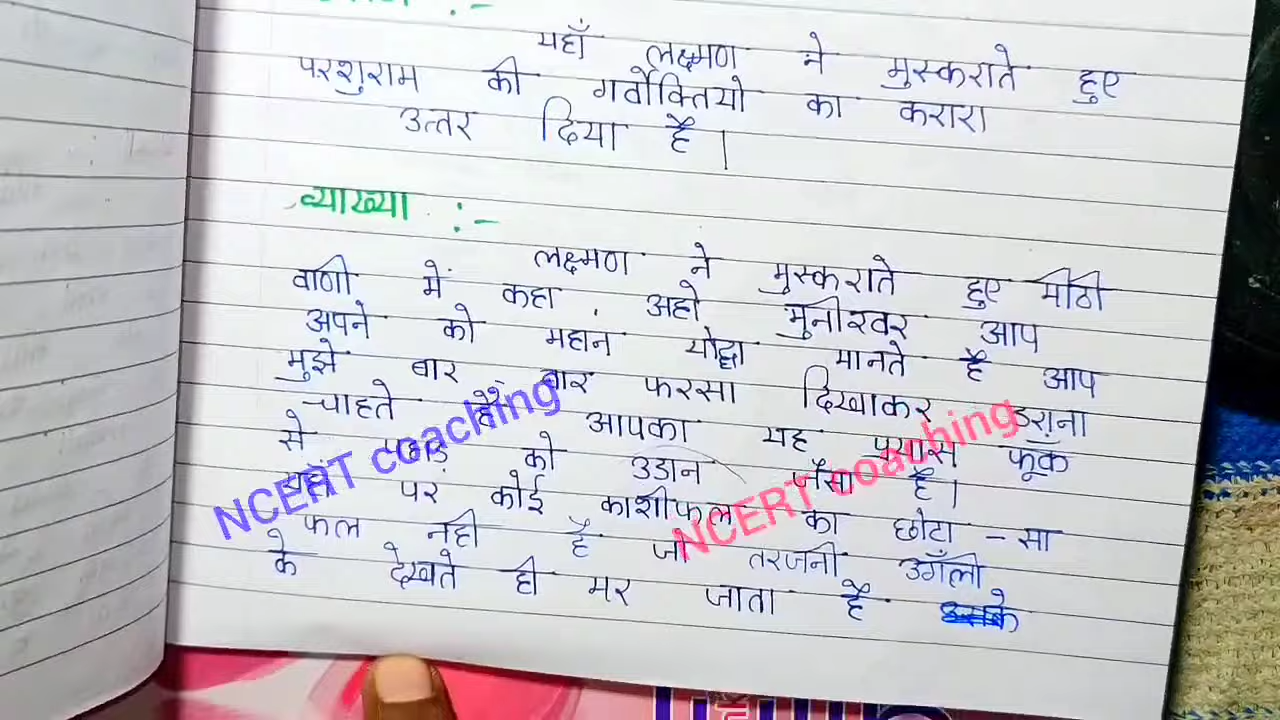 यहाँ लक्ष्मण ने मुस्कराते हुए
परशुराम की गर्वोक्तियो का करारा
उत्तर दिया है।
व्याख्या :-
लक्ष्मण ने मुस्कराते हुए मीठी
वाणी में कहा, अहो मुनीश्वर आप
अपने को महान योद्धा मानते है आप
मुझे बार बार फरसा दिखाकर डराना
चाहते है आपका यह प्रयास फूँक
से पहाड़ को उडान जैसा है।
यहां पर कोई काशीफल का छोटा - सा
फल नही है जो तरजनी उगँली
के देखते ही मर जाता है
NCERT coaching
NCERT coaching